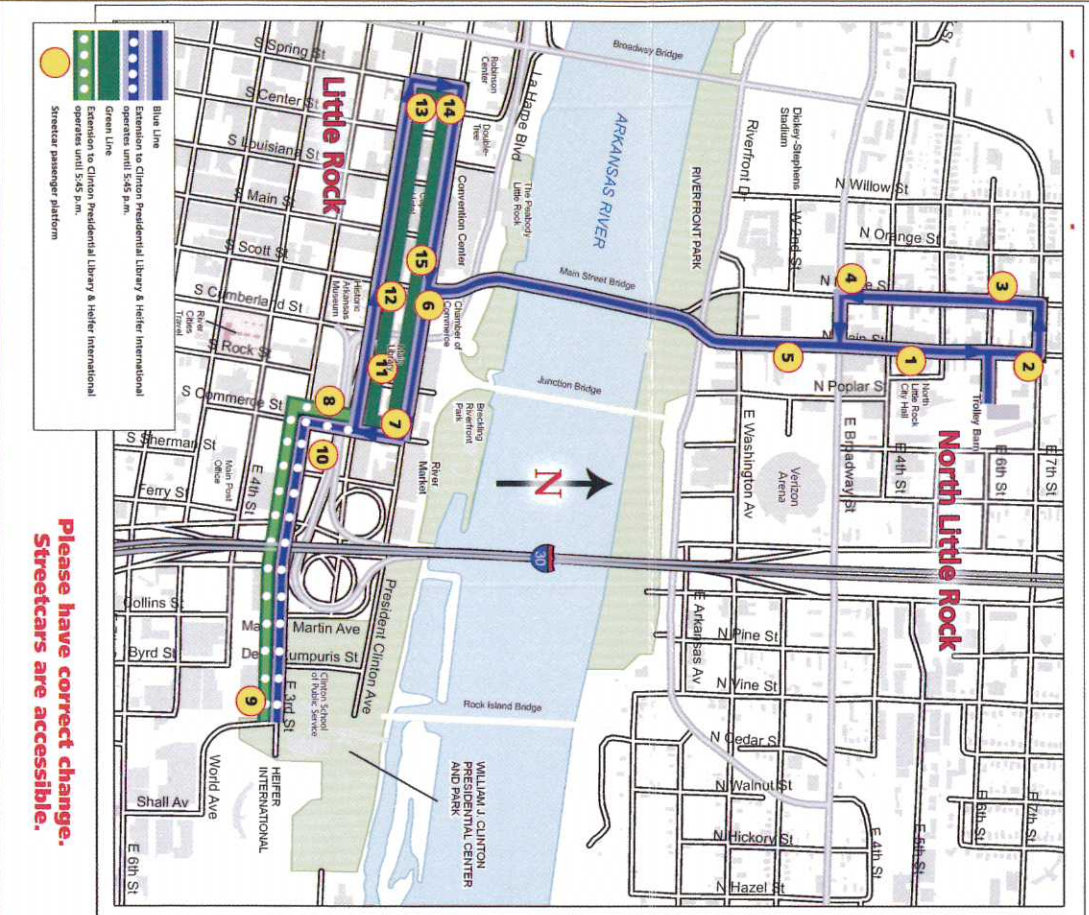 Broadway Bridge
S Spring St
S Center St
S Louisiana St
S Main St
S Scott St
S Cumberland St
S Rock St
S Commerce St
S Sherman St
Ferry St
Collins St
Byrd St
Little Rock
Robinson
Center
Double-
Tree
La Harpe Blvd
Convention Center
The Peabody
Little Rock
ARKANSAS RIVER
RIVERFRONT PARK
Riverfront Dr
Dickey-Stephens
Stadium
N Willow St
W 2nd St
N Orange St
Main Street Bridge
Chamber of
Commerce
Historic
Arkansas
Museum
River
Cities
Travel
Junction Bridge
Breckling
Riverfront
Park
River
Market
Main Post
Office
E 4th St
N
30
President Clinton Ave
Martin Ave
umpuris St
Clinton School
of Public Service
E 3rd St
Rock Island Bridge
WILLIAM J. CLINTON
PRESIDENTIAL CENTER
AND PARK
HEIFER
INTERNATIONAL
World Ave
Shall Av
E 6th St
North Little Rock
N Poplar St
North
Little Rock
City Hall
Trolley Barn
E Washington Av
E Broadway St
E 4th St
E 6th St
E 7th St
Verizon
Arena
E Arkansas Av
N Pine St
N Vine St
N Cedar S
N Walnut St
N Hickory St
N Hazel St
E 4th St
E 5th St
E 6th St
E 7th St
1
2
3
4
5
6
7
8
9
10
11
12
13
14
15
Blue Line
Extension to Clinton Presidential Library & Heifer International
operates until 5:45 p.m.
Green Line
Extension to Clinton Presidential Library & Heifer International
operates until 5:45 p.m.
Streetcar passenger platform
Please have correct change.
Streetcars are accessible.